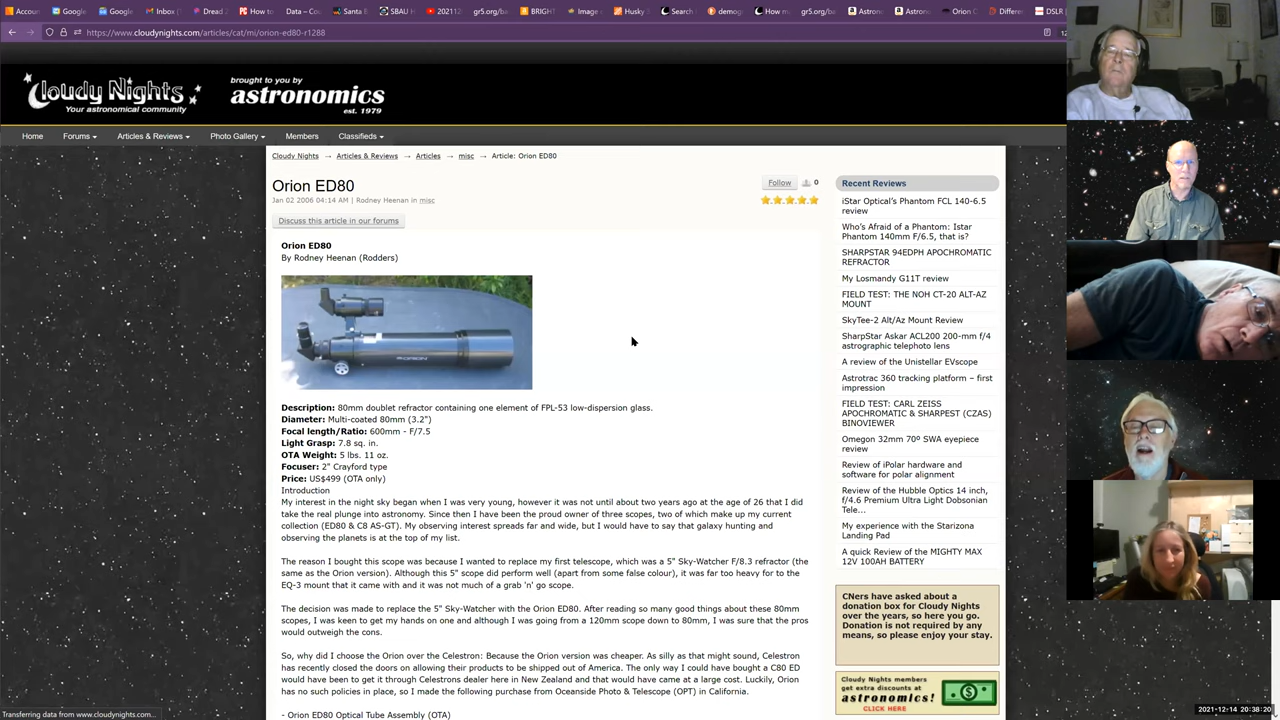 Accoun
Ames
Dread 2
How to
Data – Cou
Santa B
SBAU H
202112
gr5.org/ba
BRIGHT
Image
Husky
Search
demog
How m
gr5.org/ba
Astrono
Astro
Orion C
Differen
DSLR
https://www.cloudynights.com/articles/cat/mi/orion-ed80-r1288
Cloudy Nights
Your astronomical community
brought to you by
astronomics
est. 1979
Home Forums Articles & Reviews Photo Gallery Members Classifieds
Cloudy Nights → Articles & Reviews → Articles → misc → Article: Orion ED80
Orion ED80
Follow 0
Jan 02 2006 04:14 AM | Rodney Heenan in misc
Discuss this article in our forums
Orion ED80
By Rodney Heenan (Rodders)
ORION
Description: 80mm doublet refractor containing one element of FPL-53 low-dispersion glass.
Diameter: Multi-coated 80mm (3.2")
Focal length/Ratio: 600mm - F/7.5
Light Grasp: 7.8 sq. in.
OTA Weight: 5 lbs. 11 oz.
Focuser: 2" Crayford type
Price: US$499 (OTA only)
Introduction
My interest in the night sky began when I was very young, however it was not until about two years ago at the age of 26 that I did
take the real plunge into astronomy. Since then I have been the proud owner of three scopes, two of which make up my current
collection (ED80 & C8 AS-GT). My observing interest spreads far and wide, but I would have to say that galaxy hunting and
observing the planets is at the top of my list.
The reason I bought this scope was because I wanted to replace my first telescope, which was a 5" Sky-Watcher F/8.3 refractor (the
same as the Orion version). Although this 5" scope did perform well (apart from some false colour), it was far too heavy for to the
EQ-3 mount that it came with and it was not much of a grab 'n' go scope.
The decision was made to replace the 5" Sky-Watcher with the Orion ED80. After reading so many good things about these 80mm
scopes, I was keen to get my hands on one and although I was going from a 120mm scope down to 80mm, I was sure that the pros
would outweigh the cons.
So, why did I choose the Orion over the Celestron: Because the Orion version was cheaper. As silly as that might sound, Celestron
has recently closed the doors on allowing their products to be shipped out of America. The only way I could have bought a C80 ED
would have been to get it through Celestrons dealer here in New Zealand and that would have came at a large cost. Luckily, Orion
has no such policies in place, so I made the following purchase from Oceanside Photo & Telescope (OPT) in California.
- Orion ED80 Optical Tube Assembly (OTA)
Recent Reviews
iStar Optical's Phantom FCL 140-6.5
review
Who's Afraid of a Phantom: Istar
Phantom 140mm F/6.5, that is?
SHARPSTAR 94EDPH APOCHROMATIC
REFRACTOR
My Losmandy G11T review
FIELD TEST: THE NOH CT-20 ALT-AZ
MOUNT
SkyTee-2 Alt/Az Mount Review
SharpStar Askar ACL200 200-mm f/4
astrographic telephoto lens
A review of the Unistellar EVscope
Astrotrac 360 tracking platform – first
impression
FIELD TEST: CARL ZEISS
APOCHROMATIC & SHARPEST (CZAS)
BINOVIEWER
Omegon 32mm 70º SWA eyepiece
review
Review of iPolar hardware and
software for polar alignment
Review of the Hubble Optics 14 inch,
f/4.6 Premium Ultra Light Dobsonian
Tele...
My experience with the Starizona
Landing Pad
A quick Review of the MIGHTY MAX
12V 100AH BATTERY
CNers have asked about a
donation box for Cloudy Nights
over the years, so here you go.
Donation is not required by any
means, so please enjoy your stay.
Cloudy Nights members
get extra discounts at
astronomics!
CLICK HERE
$
Transferring data from www.cloudynights.com...
2021-12-14 20:38:20